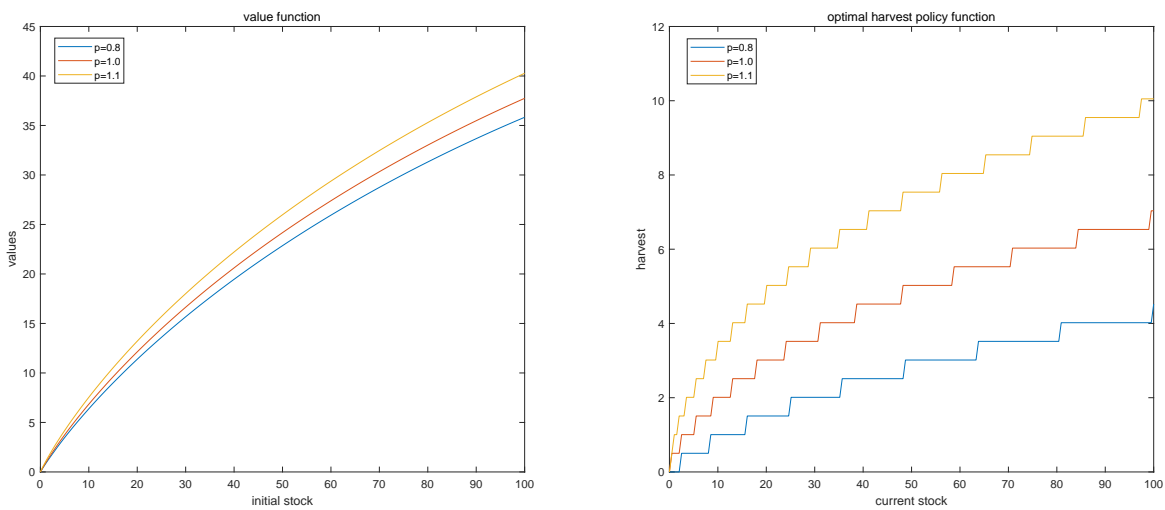 value function
45
40
35
30
25
20
15
10
5
0
values
p=0.8
p=1.0
p=1.1
0 10 20 30 40 50 60 70 80 90 100
initial stock
optimal harvest policy function
12
10
8
6
4
2
0
harvest
p=0.8
p=1.0
p=1.1
0 10 20 30 40 50 60 70 80 90 100
current stock